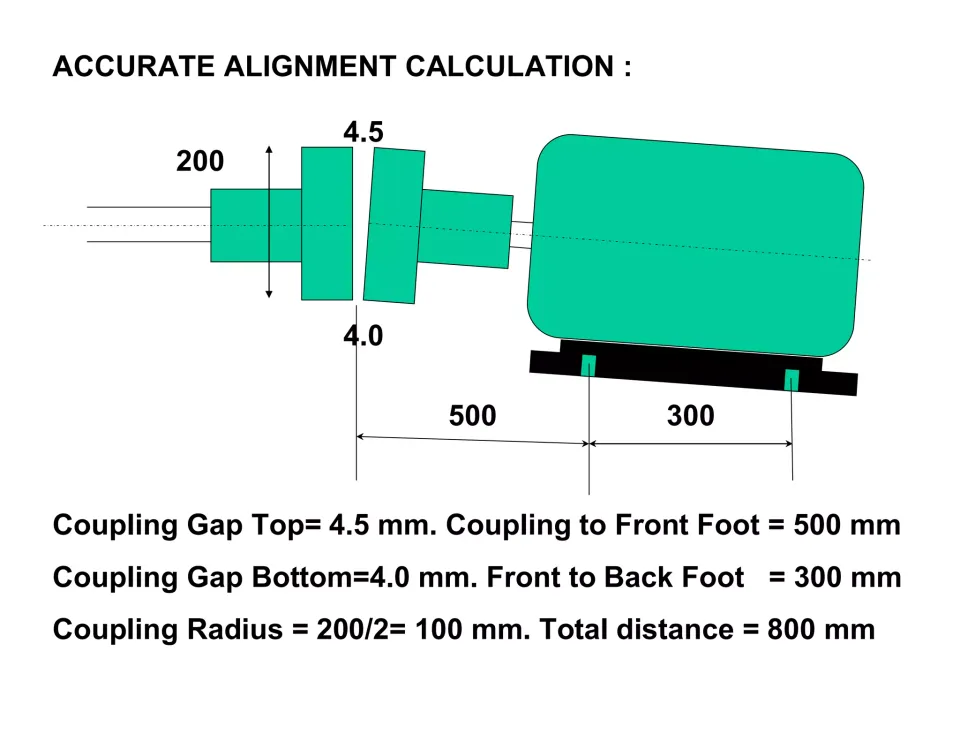 ACCURATE ALIGNMENT CALCULATION :
4.5
200
4.0
500
300
Coupling Gap Top= 4.5 mm. Coupling to Front Foot = 500 mm
Coupling Gap Bottom=4.0 mm. Front to Back Foot = 300 mm
Coupling Radius = 200/2= 100 mm. Total distance = 800 mm